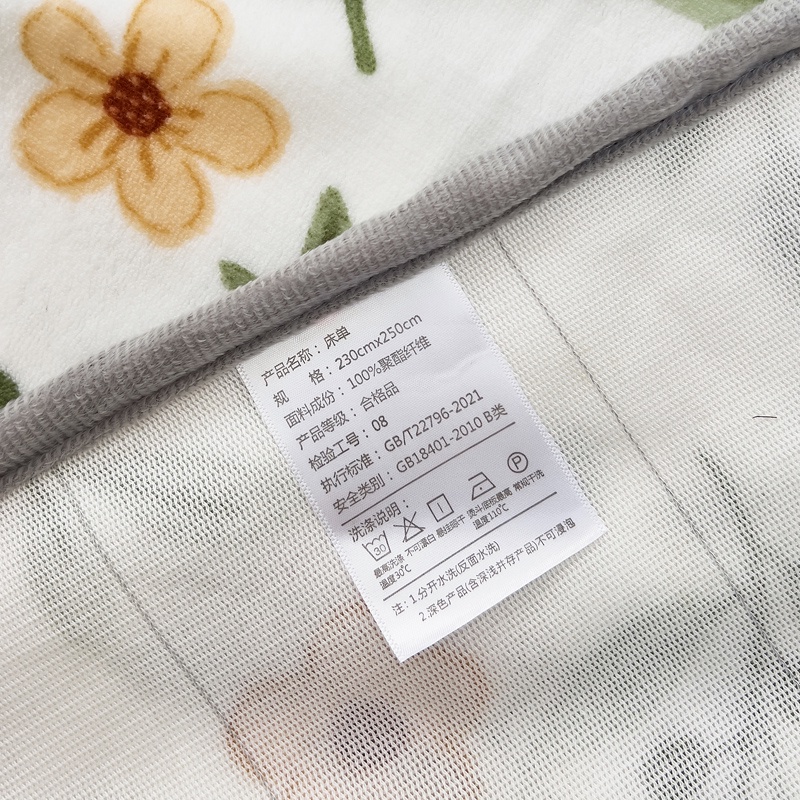 产品名称：床单
规 格：230cmx250cm
面料成份：100%聚酯纤维
产品等级：合格品
检验工号：08
执行标准：GB/T22796-2021
安全类别：GB18401-2010 B类
洗涤说明：
30 P
最高洗涤温度30℃ 不可漂白 悬挂晾干 熨斗底板最高温度110℃ 常规干洗
注：1.分开水洗(反面水洗)
2.深色产品(含深浅并存产品)不可浸泡